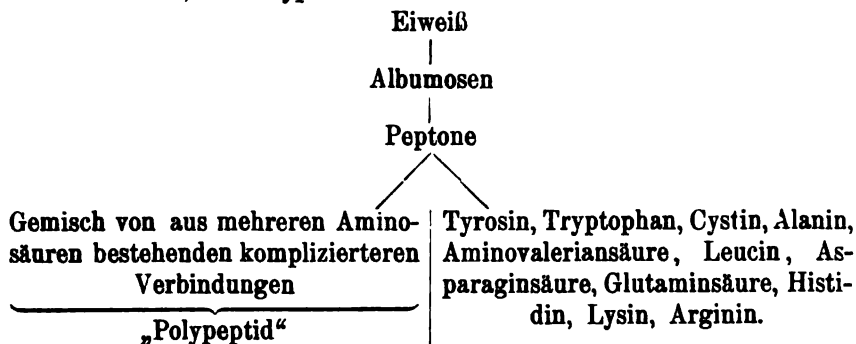 Eiweiß
Albumosen
Peptone
Gemisch von aus mehreren Amino-
säuren bestehenden komplizierteren
Verbindungen
„Polypeptid“
Tyrosin, Tryptophan, Cystin, Alanin,
Aminovaleriansäure, Leucin, As-
paraginsäure, Glutaminsäure, Histi-
din, Lysin, Arginin.